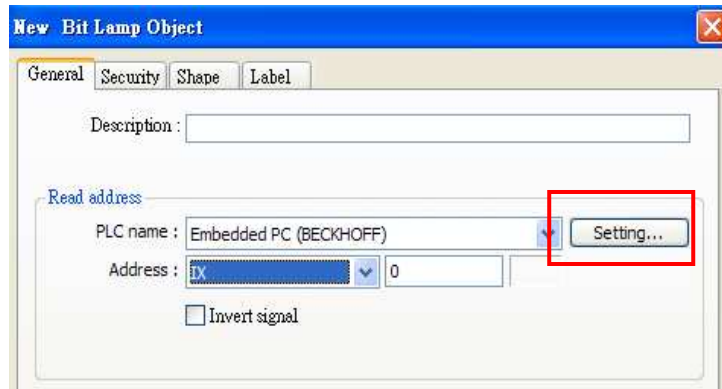 New Bit Lamp Object
General Security Shape Label
Description :
Read address
PLC name : Embedded PC (BECKHOFF) Setting...
Address : IX 0
Invert signal